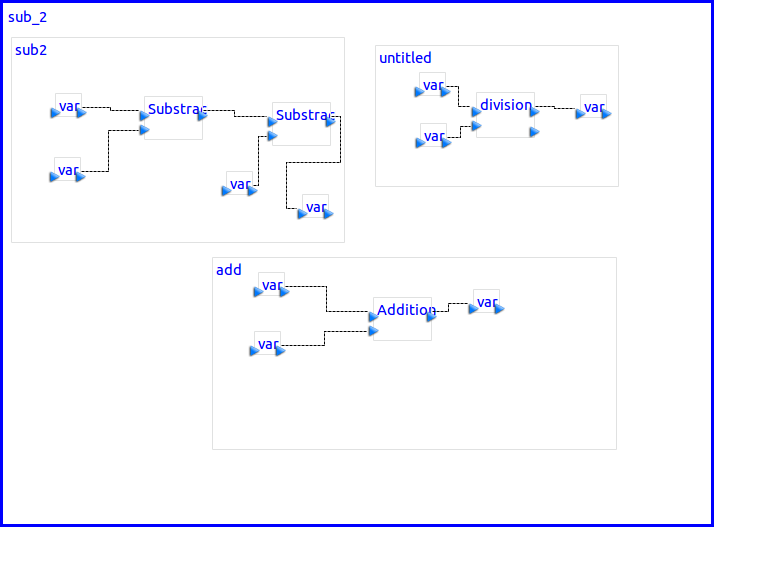 sub_2
sub2
var
Substrac
Substrac
var
var
var
untitled
var
division
var
var
add
var
Addition
var
var